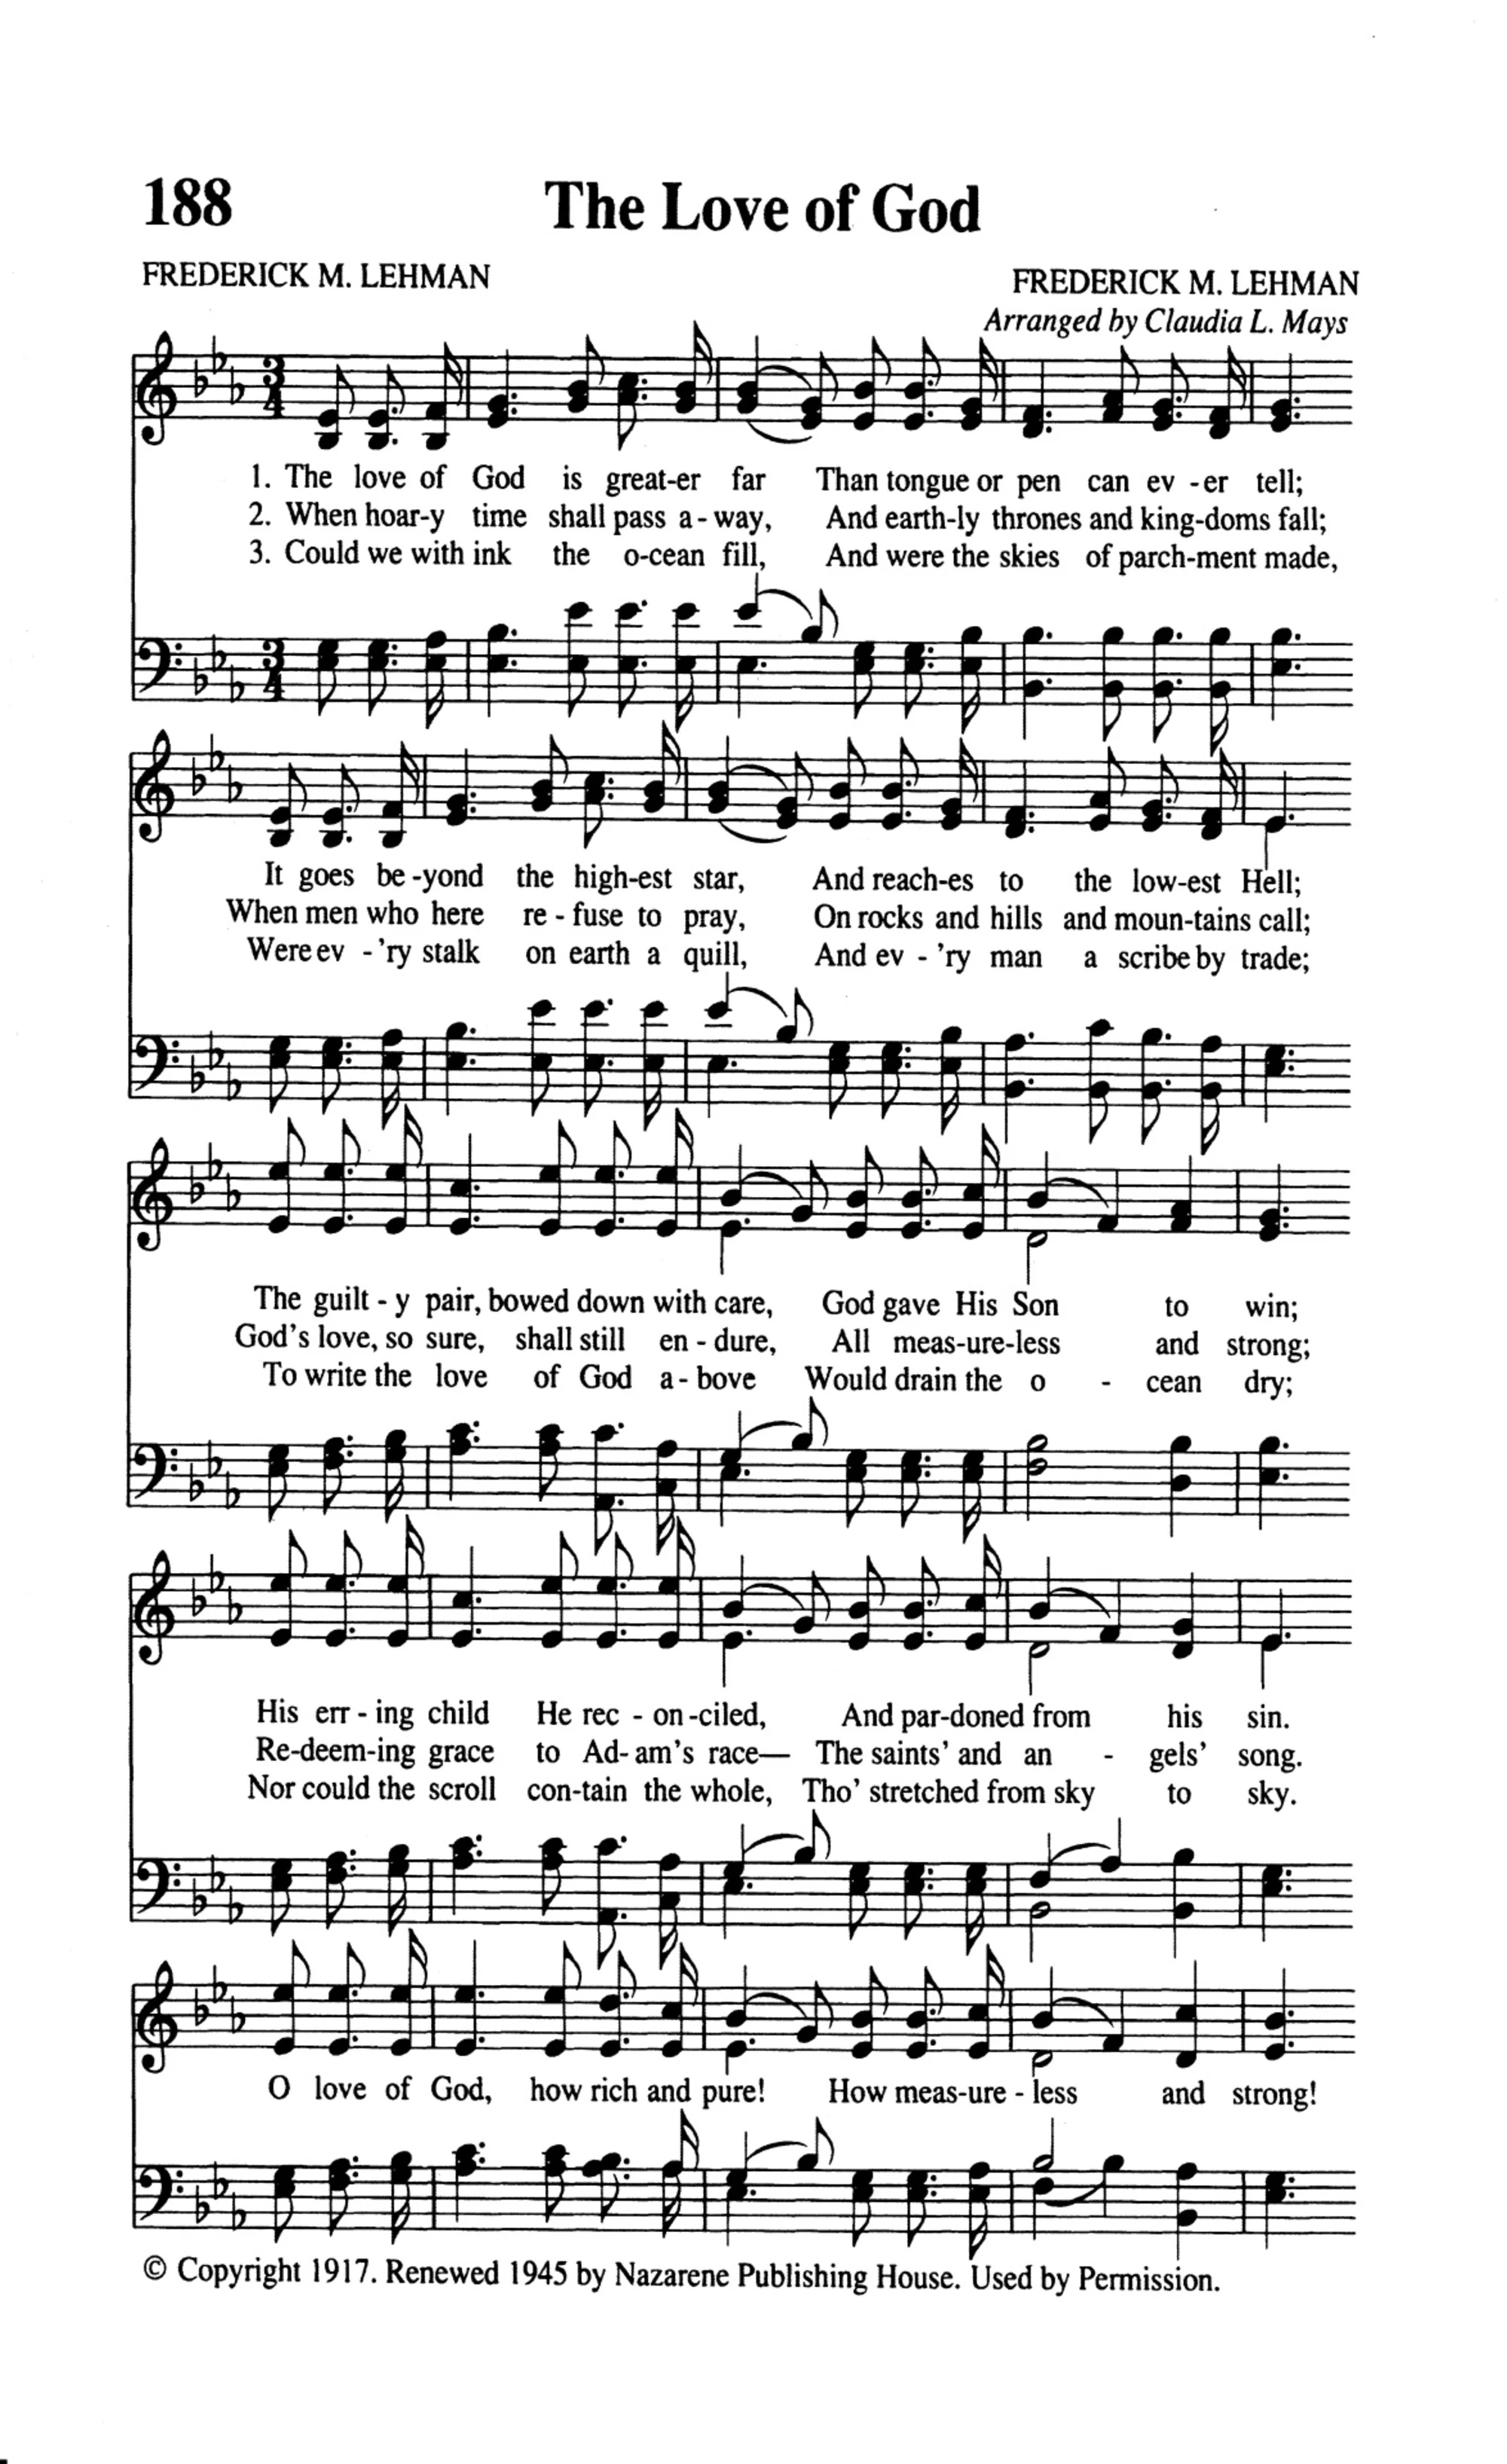 188
The Love of God
FREDERICK M. LEHMAN
FREDERICK M. LEHMAN
Arranged by Claudia L. Mays
3
4
1. The love of God is great-er far Than tongue or pen can ev-er tell;
2. When hoar-y time shall pass a-way, And earth-ly thrones and king-doms fall;
3. Could we with ink the o-cean fill, And were the skies of parch-ment made,
3
4
It goes be-yond the high-est star, And reach-es to the low-est Hell;
When men who here re-fuse to pray, On rocks and hills and moun-tains call;
Were ev-'ry stalk on earth a quill, And ev-'ry man a scribe by trade;
The guilt-y pair, bowed down with care, God gave His Son to win;
God's love, so sure, shall still en-dure, All meas-ure-less and strong;
To write the love of God a-bove Would drain the o-cean dry;
His err-ing child He rec-on-ciled, And par-doned from his sin.
Re-deem-ing grace to Ad-am's race— The saints' and an-gels' song.
Nor could the scroll con-tain the whole, Tho' stretched from sky to sky.
O love of God, how rich and pure! How meas-ure-less and strong!
© Copyright 1917. Renewed 1945 by Nazarene Publishing House. Used by Permission.